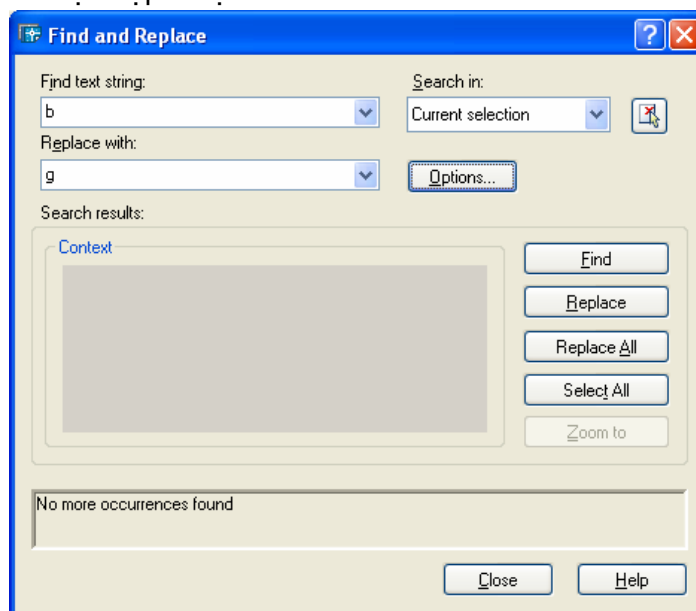 Find and Replace
Find text string:
Search in:
b
Current selection
Replace with:
g
Options...
Search results:
Context
Find
Replace
Replace All
Select All
Zoom to
No more occurrences found
Close
Help